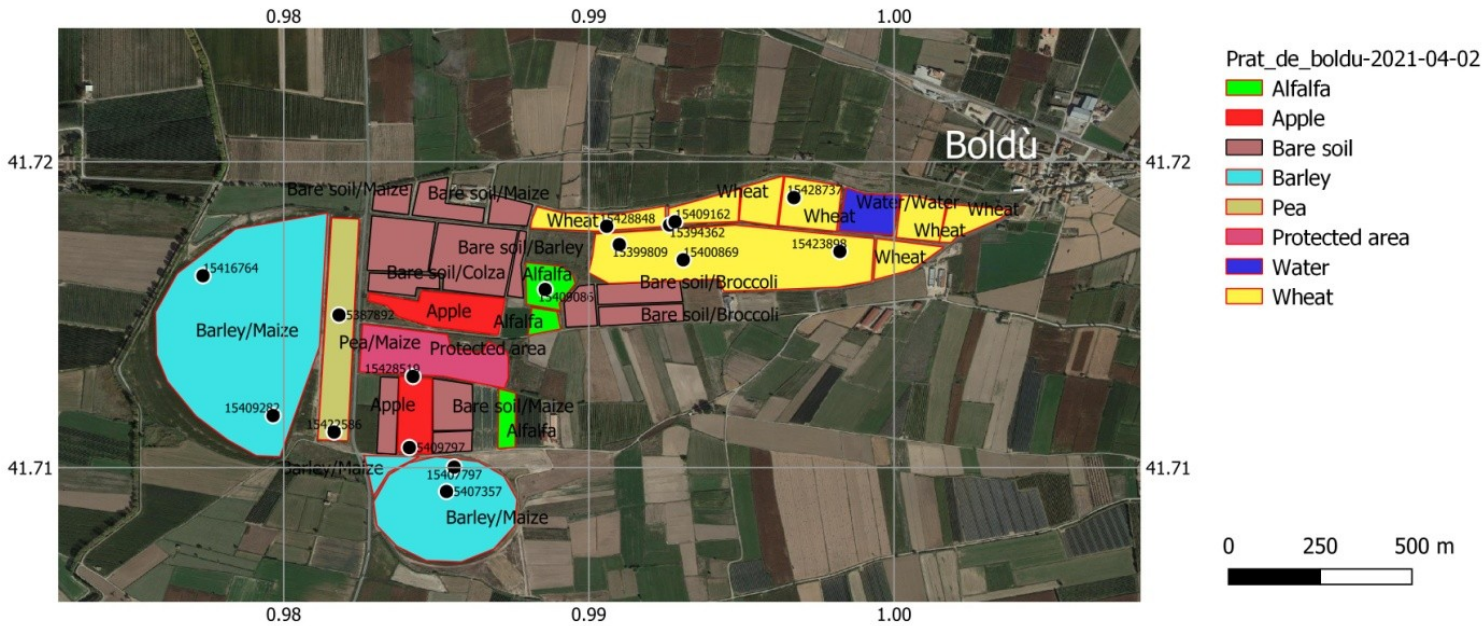 0.98 0.99 1.00
Prat_de_boldu-2021-04-02
Alfalfa
Apple
Bare soil
Barley
Pea
Protected area
Water
Wheat
41.72 41.72
Boldù
Bare soil/Maize
Bare soil/Maize
Wheat
15428737
Water/Water
Wheat
Wheat
15428848
15409162
Wheat
Wheat
15394362
Bare soil/Barley
15399809
15400869
15423898
Bare soil/Colza
Alfalfa
Bare soil/Broccoli
15416764
15409086
Apple
15387892
Alfalfa
Bare soil/Broccoli
Barley/Maize
Pea/Maize
Protected area
15428519
Apple
Bare soil/Maize
15409282
15422586
Alfalfa
15409797
Barley/Maize
15407797
15407357
Barley/Maize
41.71 41.71
0.98 0.99 1.00
0 250 500 m